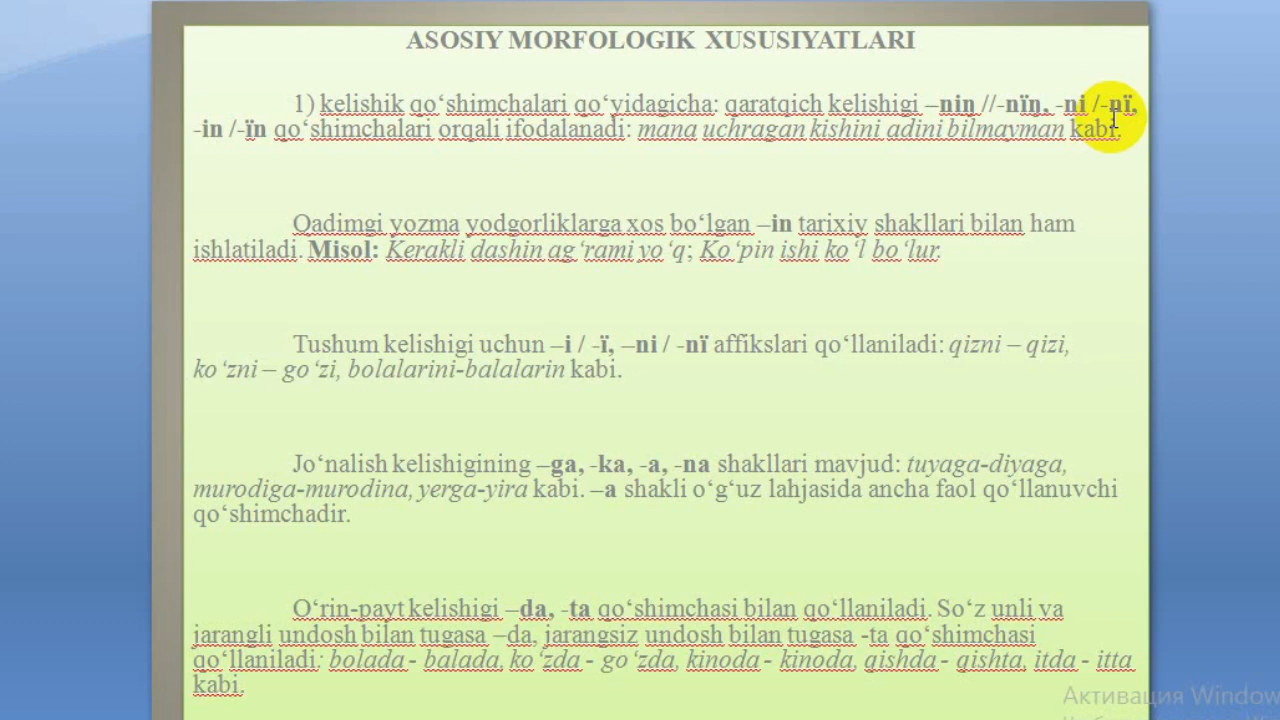 ASOSIY MORFOLOGIK XUSUSIYATLARI
1) kelishik qo‘shimchalari qo‘yidagicha: qaratqich kelishigi –niŋ //-nïŋ, -ni /-nï,
-in /-ïn qo‘shimchalari orqali ifodalanadi: mana uchragan kishini adini bilmayman kabi.
Qadimgi yozma yodgorliklarga xos bo‘lgan –in tarixiy shakllari bilan ham
ishlatiladi. Misol: Kerakli dashin ag‘rami yo‘q; Ko‘pin ishi ko‘l bo‘lur.
Tushum kelishigi uchun –i / -ï, –ni / -nï affikslari qo‘llaniladi: qizni – qizi,
ko‘zni – go‘zi, bolalarini-balalarin kabi.
Jo‘nalish kelishigining –ga, -ka, -a, -na shakllari mavjud: tuyaga-diyaga,
murodiga-murodina, yerga-yira kabi. –a shakli o‘g‘uz lahjasida ancha faol qo‘llanuvchi
qo‘shimchadir.
O‘rin-payt kelishigi –da, -ta qo‘shimchasi bilan qo‘llaniladi. So‘z unli va
jarangli undosh bilan tugasa –da, jarangsiz undosh bilan tugasa -ta qo‘shimchasi
qo‘llaniladi: bolada - balada, ko‘zda - go‘zda, kinoda - kinoda, qishda - qishta, itda - itta
kabi.
Активация Window